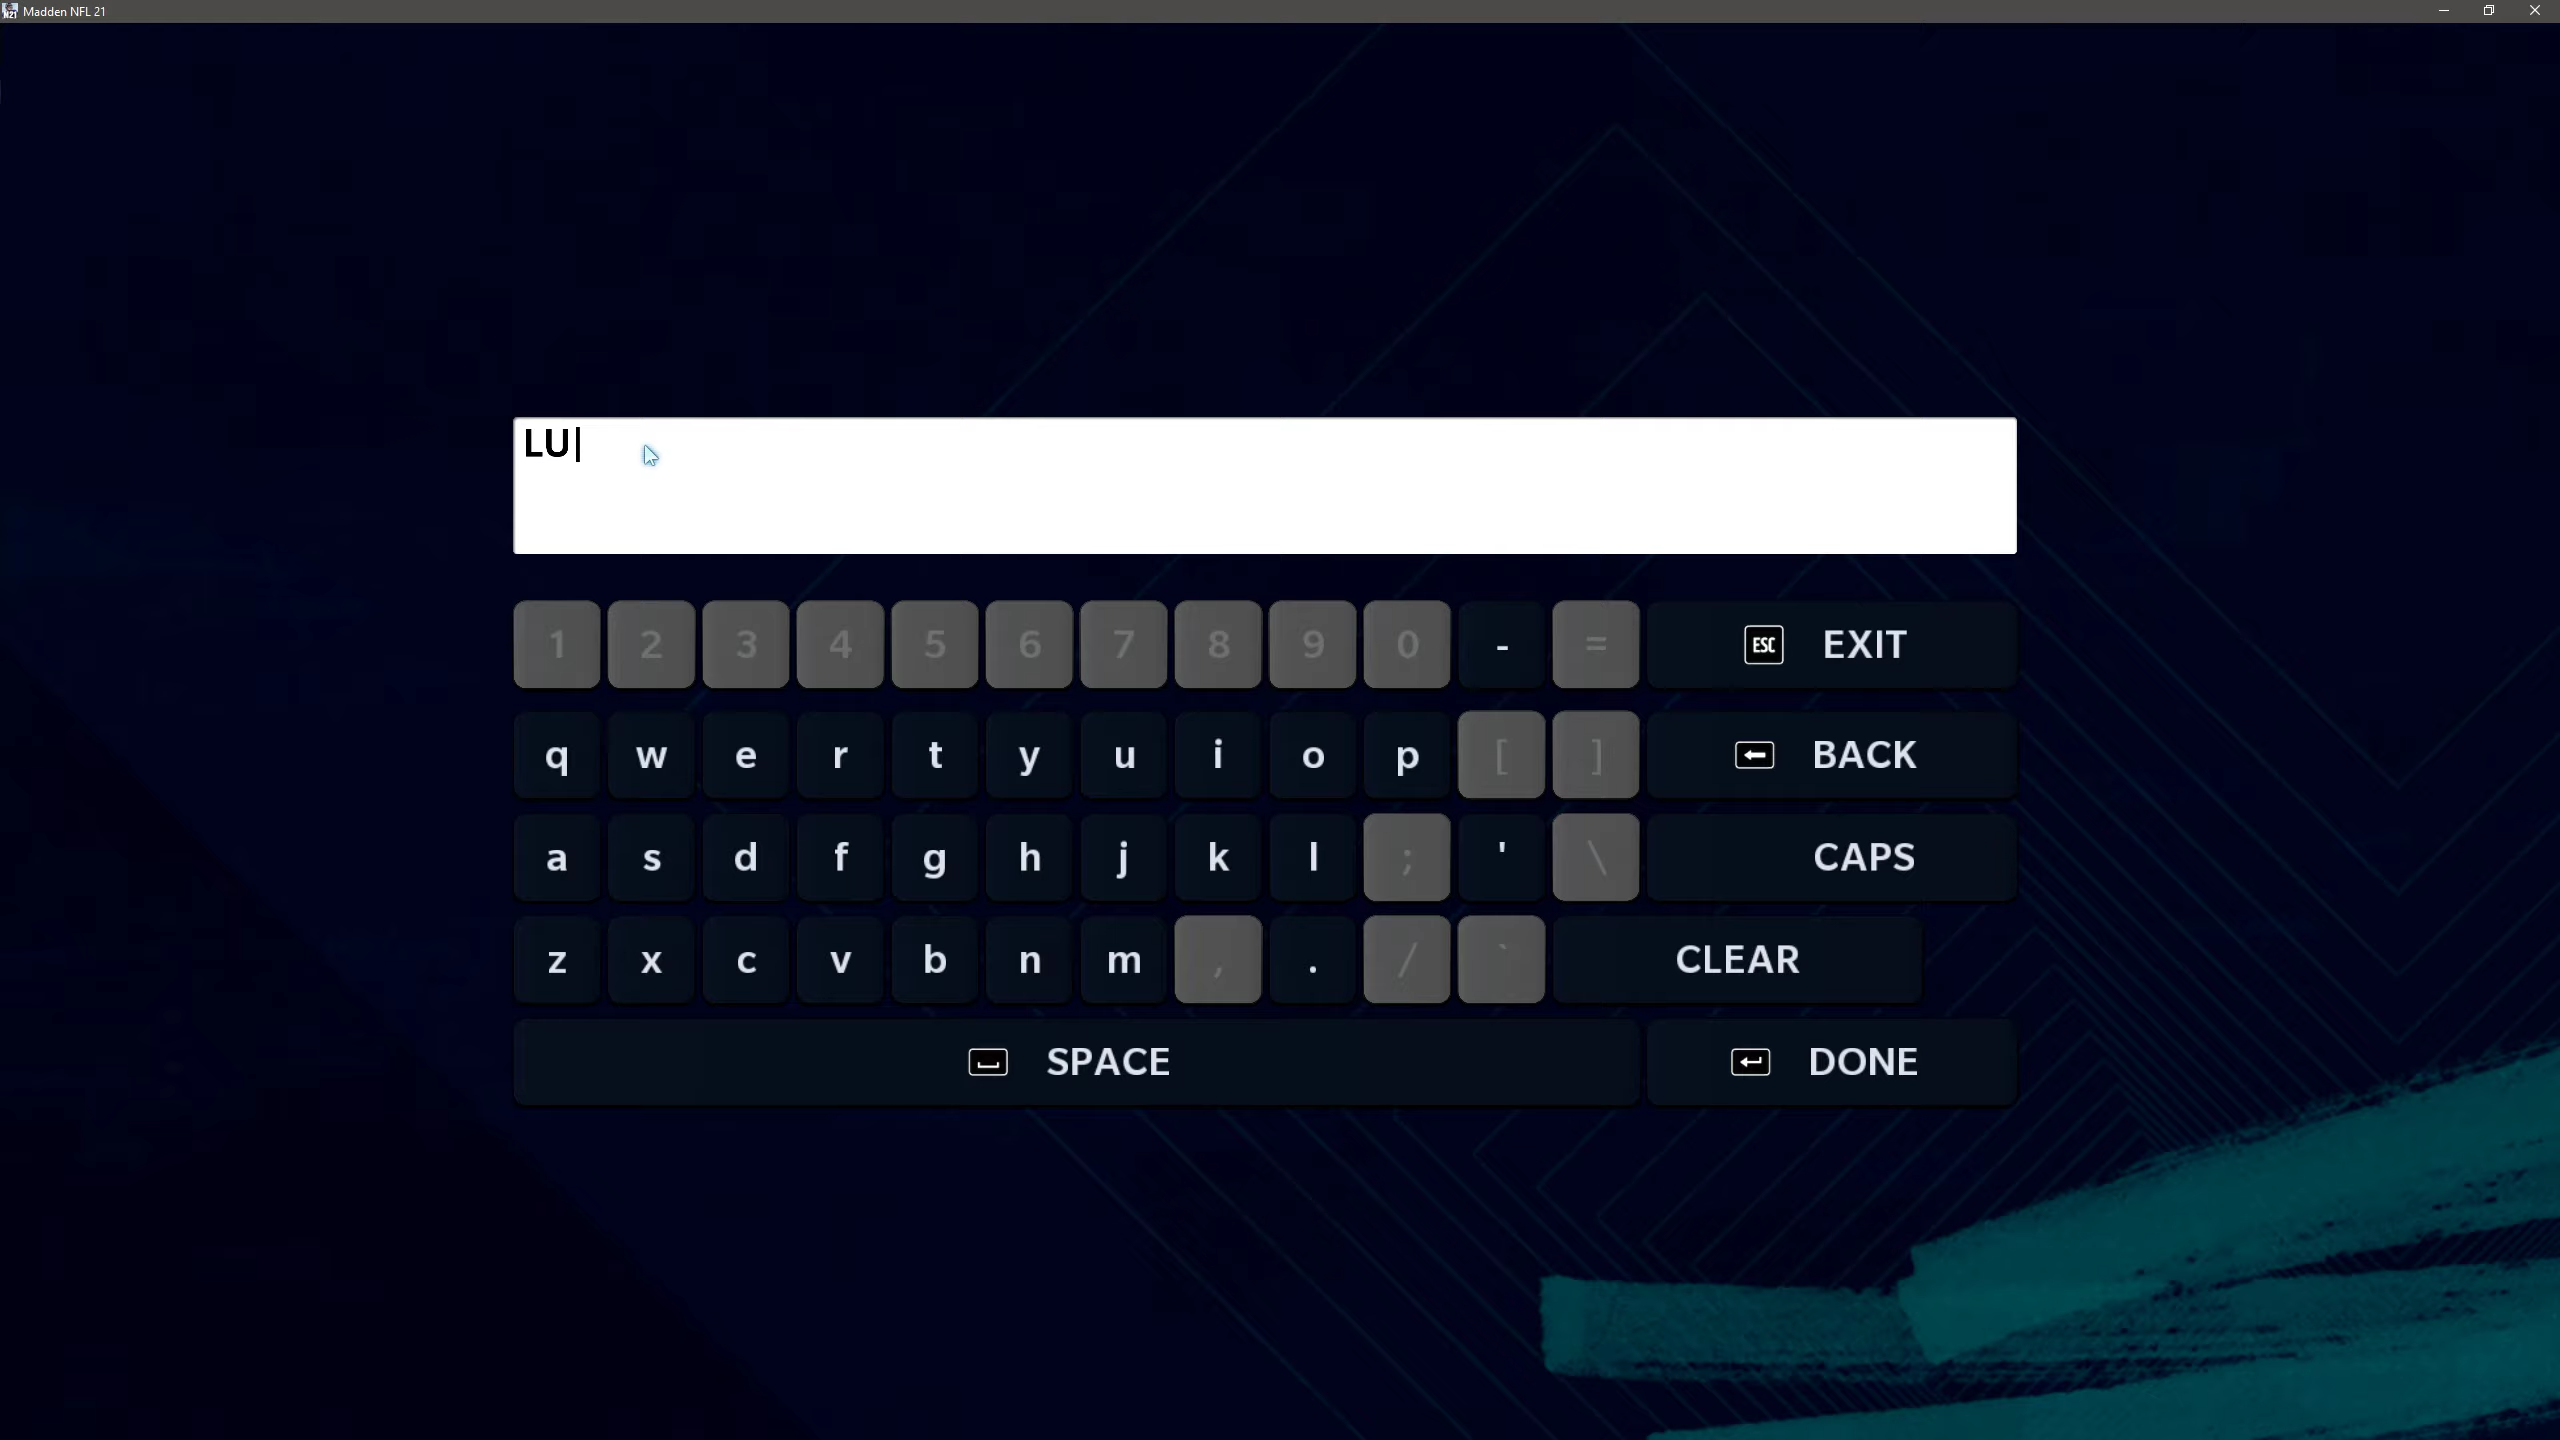 Madden NFL 21
LU
1 2 3 4 5 6 7 8 9 0 - = ESC EXIT
q w e r t y u i o p [ ] BACK
a s d f g h j k l ; ' \ CAPS
z x c v b n m , . / ` CLEAR
SPACE DONE